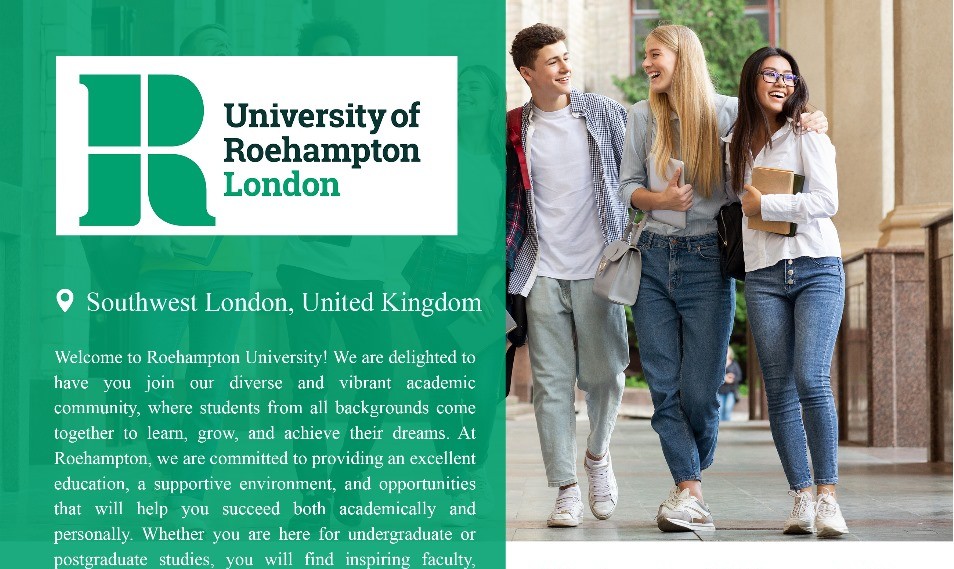 University of
Roehampton
London
Southwest London, United Kingdom
Welcome to Roehampton University! We are delighted to
have you join our diverse and vibrant academic
community, where students from all backgrounds come
together to learn, grow, and achieve their dreams. At
Roehampton, we are committed to providing an excellent
education, a supportive environment, and opportunities
that will help you succeed both academically and
personally. Whether you are here for undergraduate or
postgraduate studies, you will find inspiring faculty,